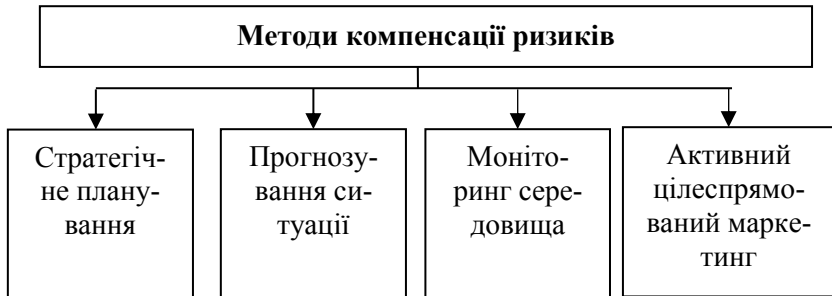 Методи компенсації ризиків
Стратегіч-
не плану-
вання
Прогнозу-
вання си-
туації
Моніто-
ринг сере-
довища
Активний
цілеспрямо-
ваний марке-
тинг